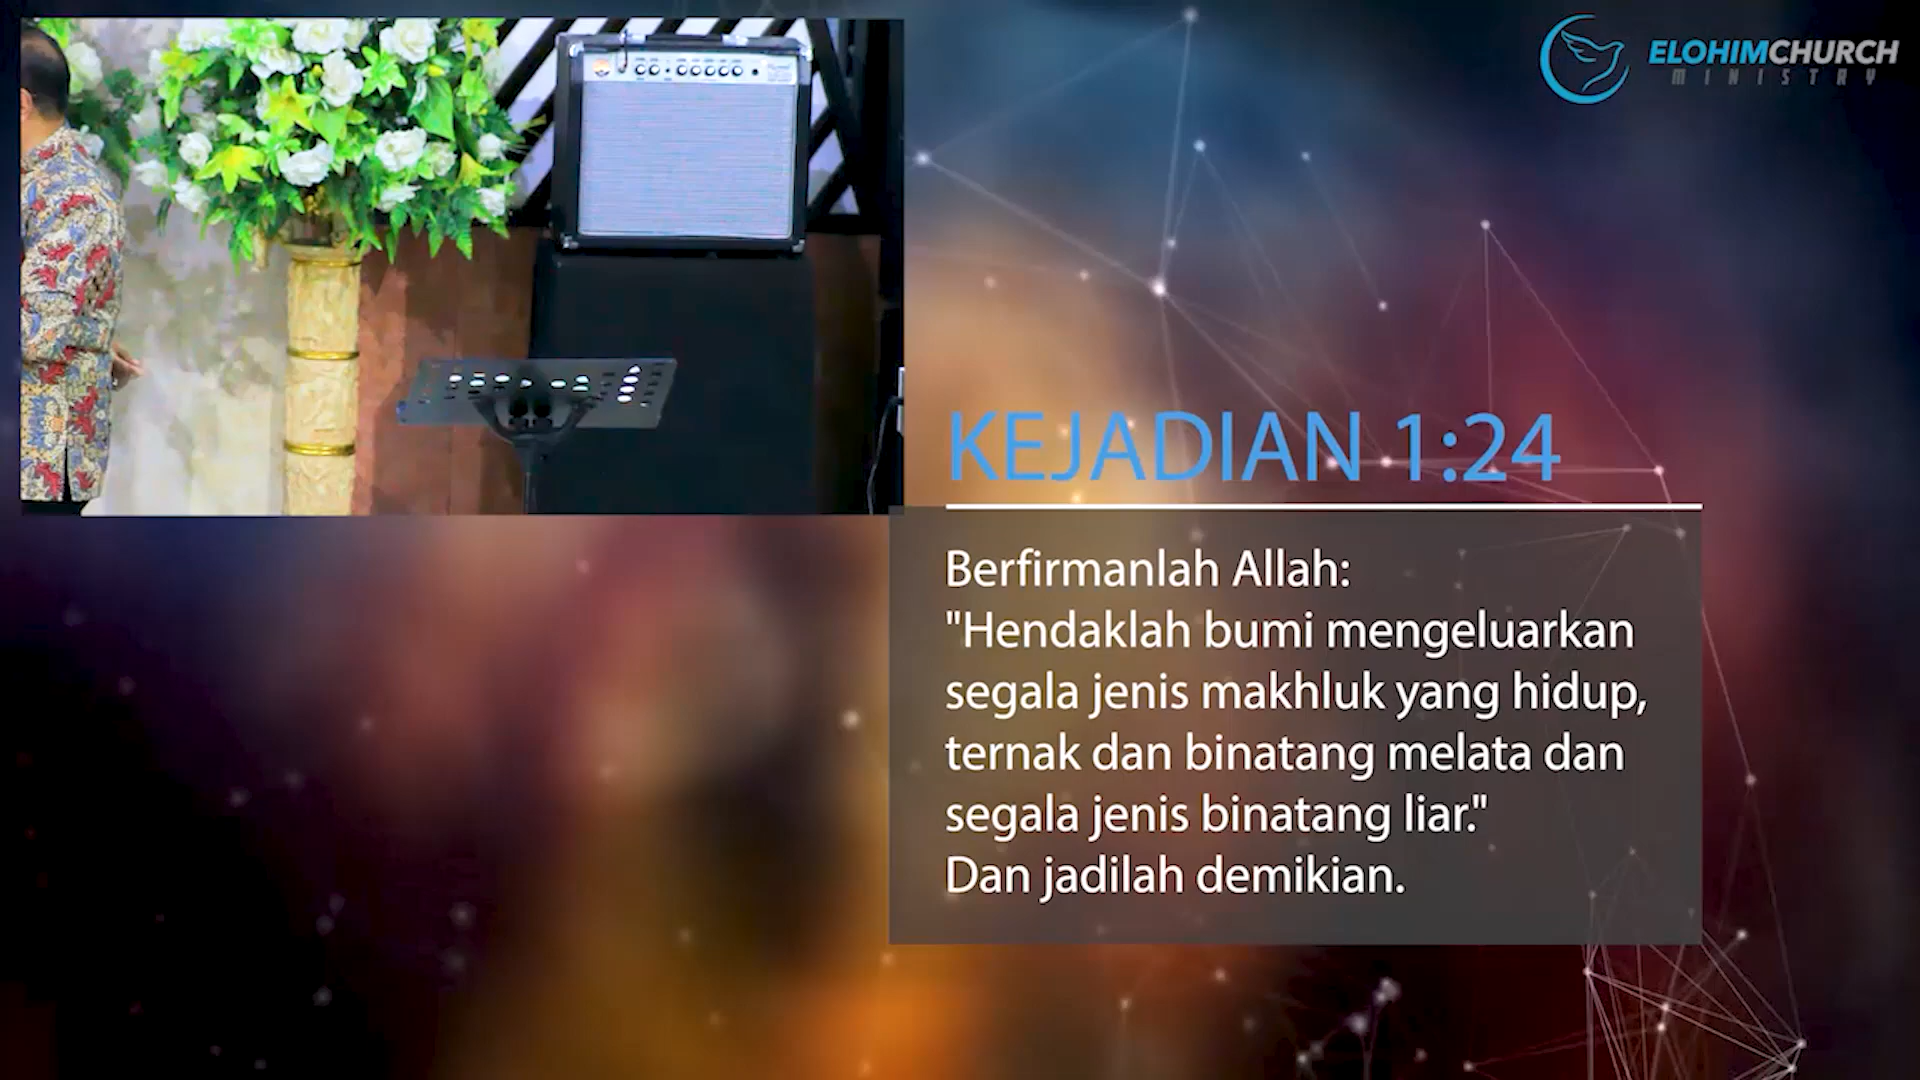 ELOHIMCHURCH
MINISTRY
KEJADIAN 1:24
Berfirmanlah Allah:
"Hendaklah bumi mengeluarkan
segala jenis makhluk yang hidup,
ternak dan binatang melata dan
segala jenis binatang liar."
Dan jadilah demikian.